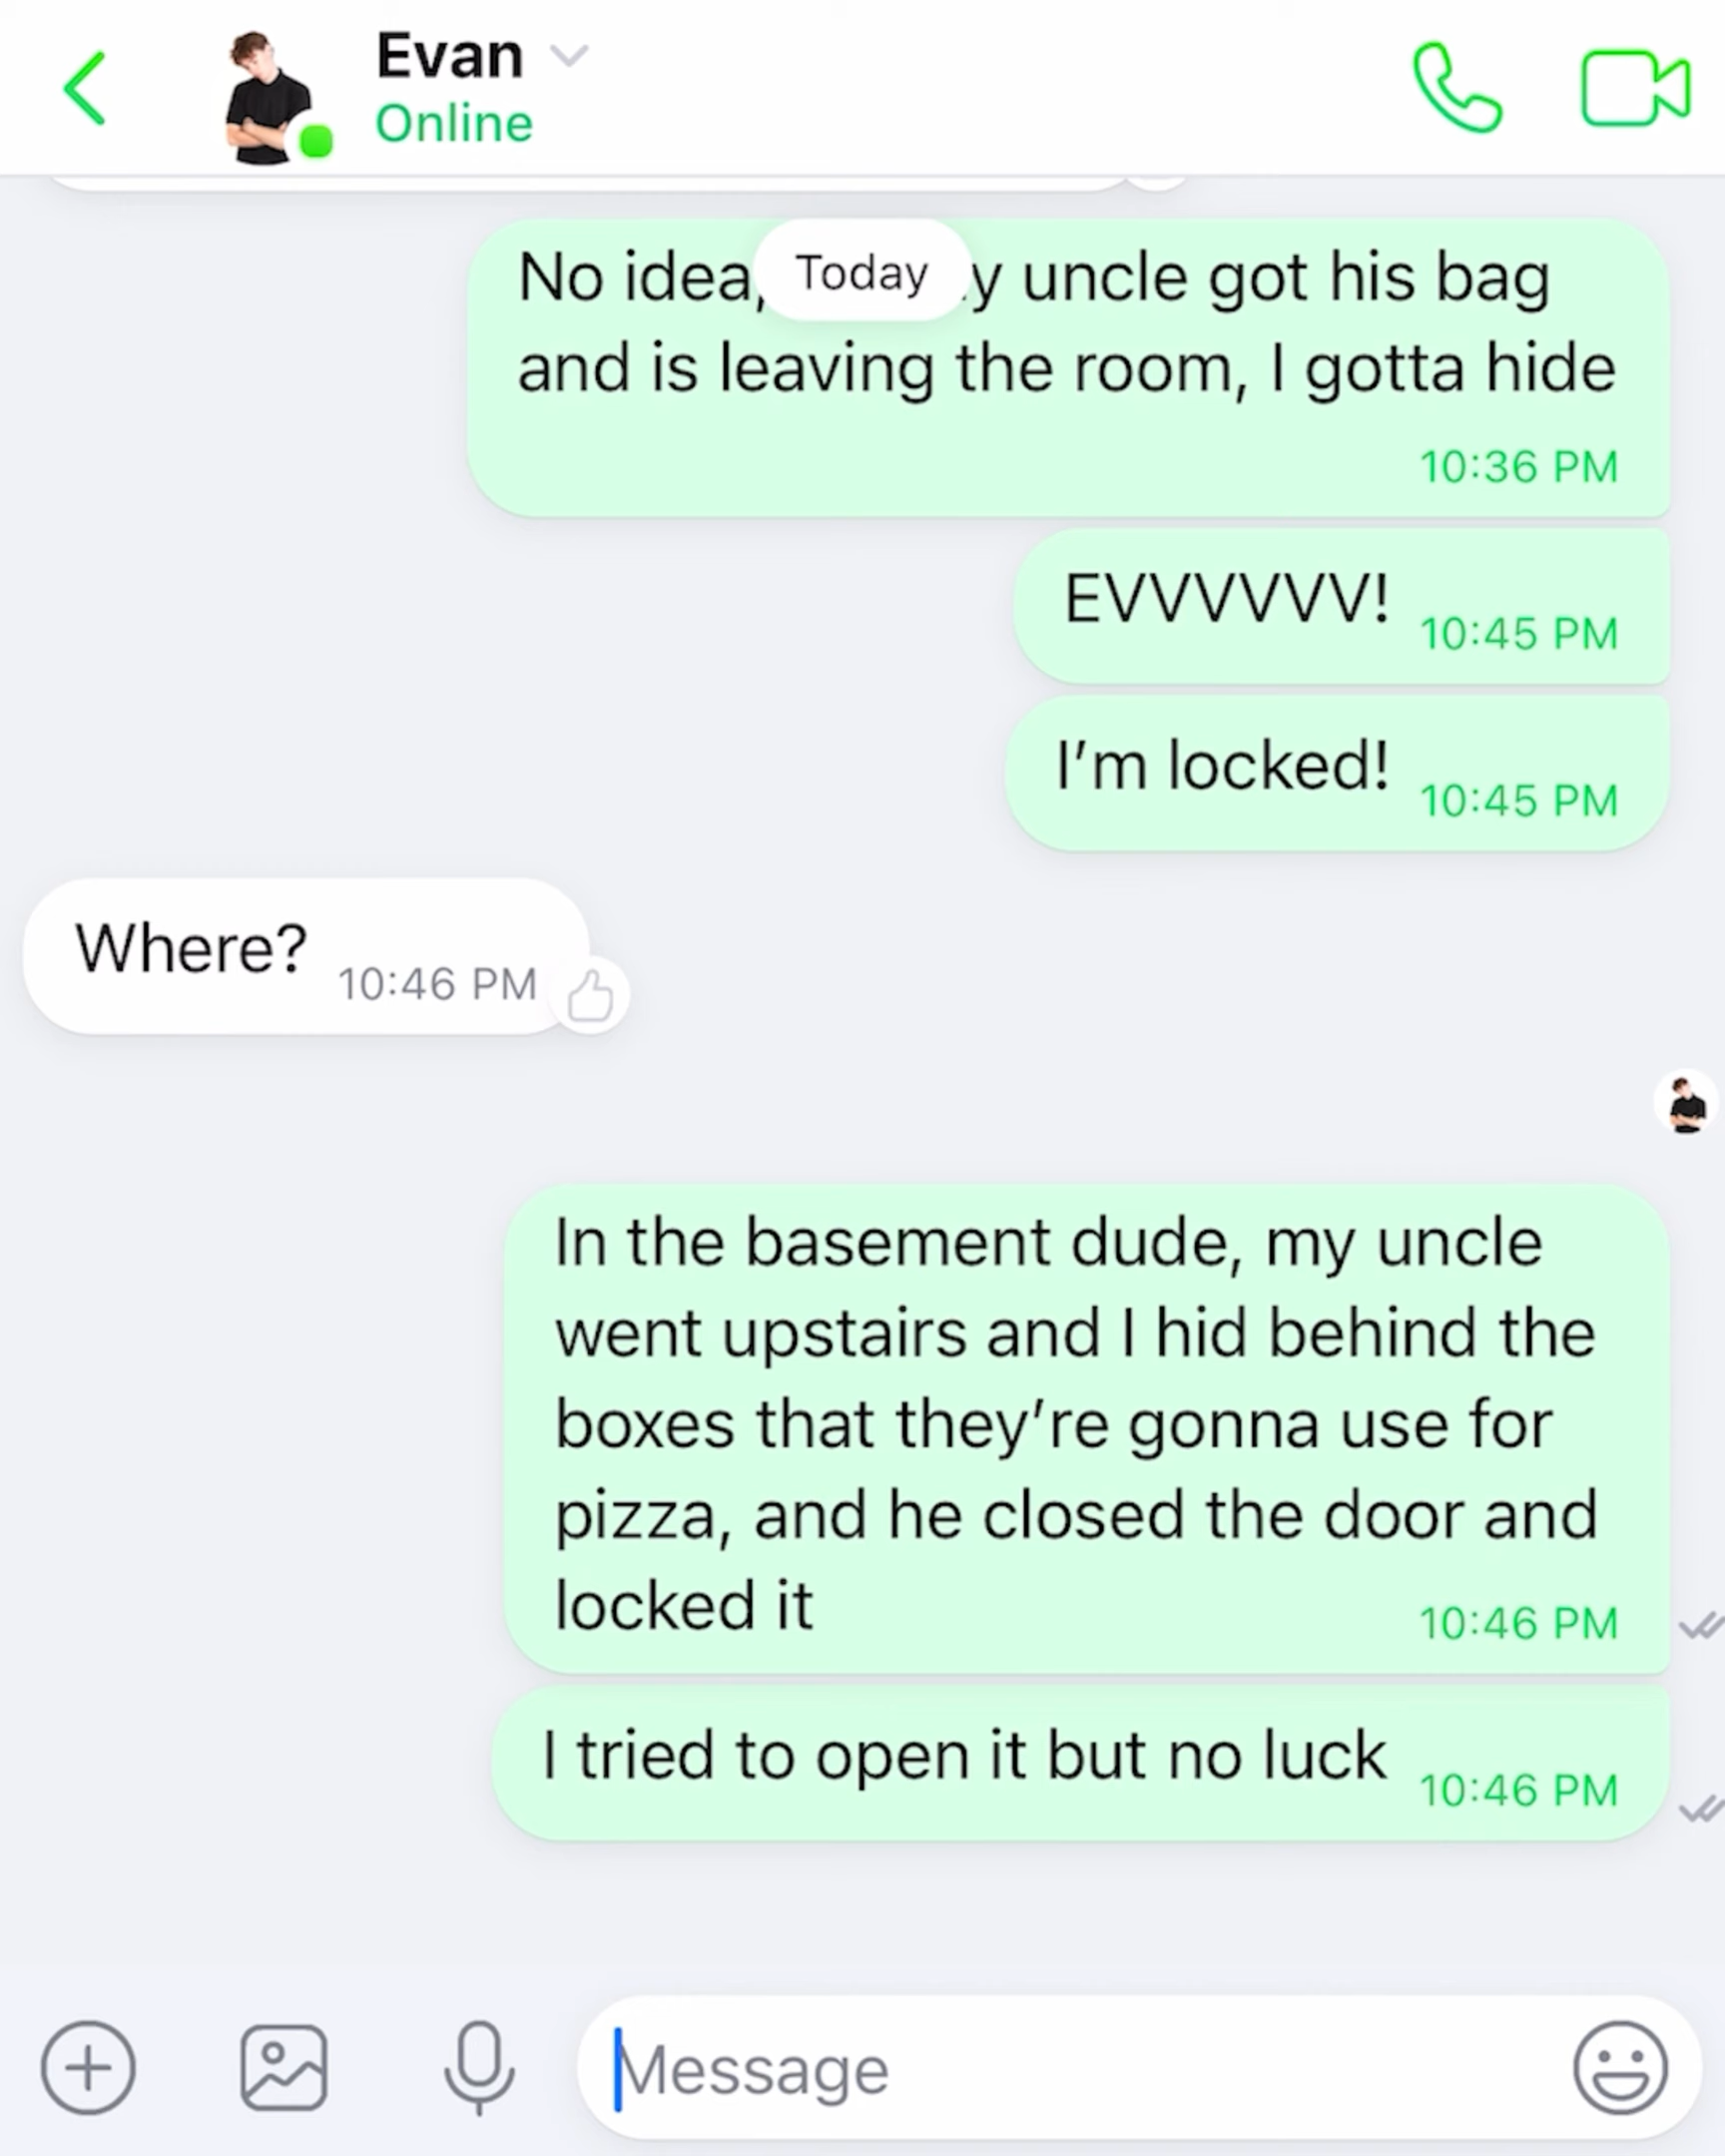 Evan
Online
No idea, Today y uncle got his bag
and is leaving the room, I gotta hide
10:36 PM
EVVVVVV! 10:45 PM
I’m locked! 10:45 PM
Where? 10:46 PM
In the basement dude, my uncle
went upstairs and I hid behind the
boxes that they’re gonna use for
pizza, and he closed the door and
locked it 10:46 PM
I tried to open it but no luck 10:46 PM
Message